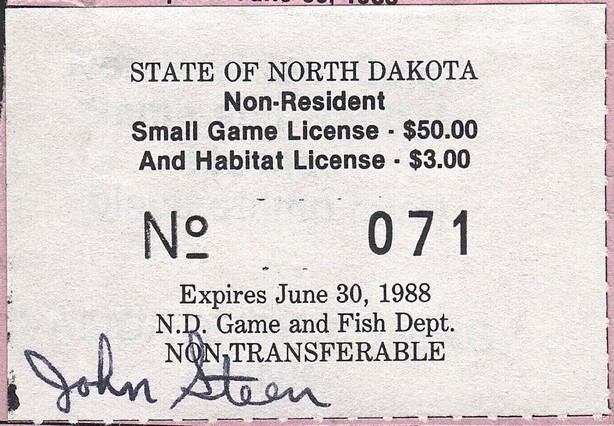 STATE OF NORTH DAKOTA
Non-Resident
Small Game License - $50.00
And Habitat License - $3.00
Nº 071
Expires June 30, 1988
N.D. Game and Fish Dept.
NON TRANSFERABLE
John Steen